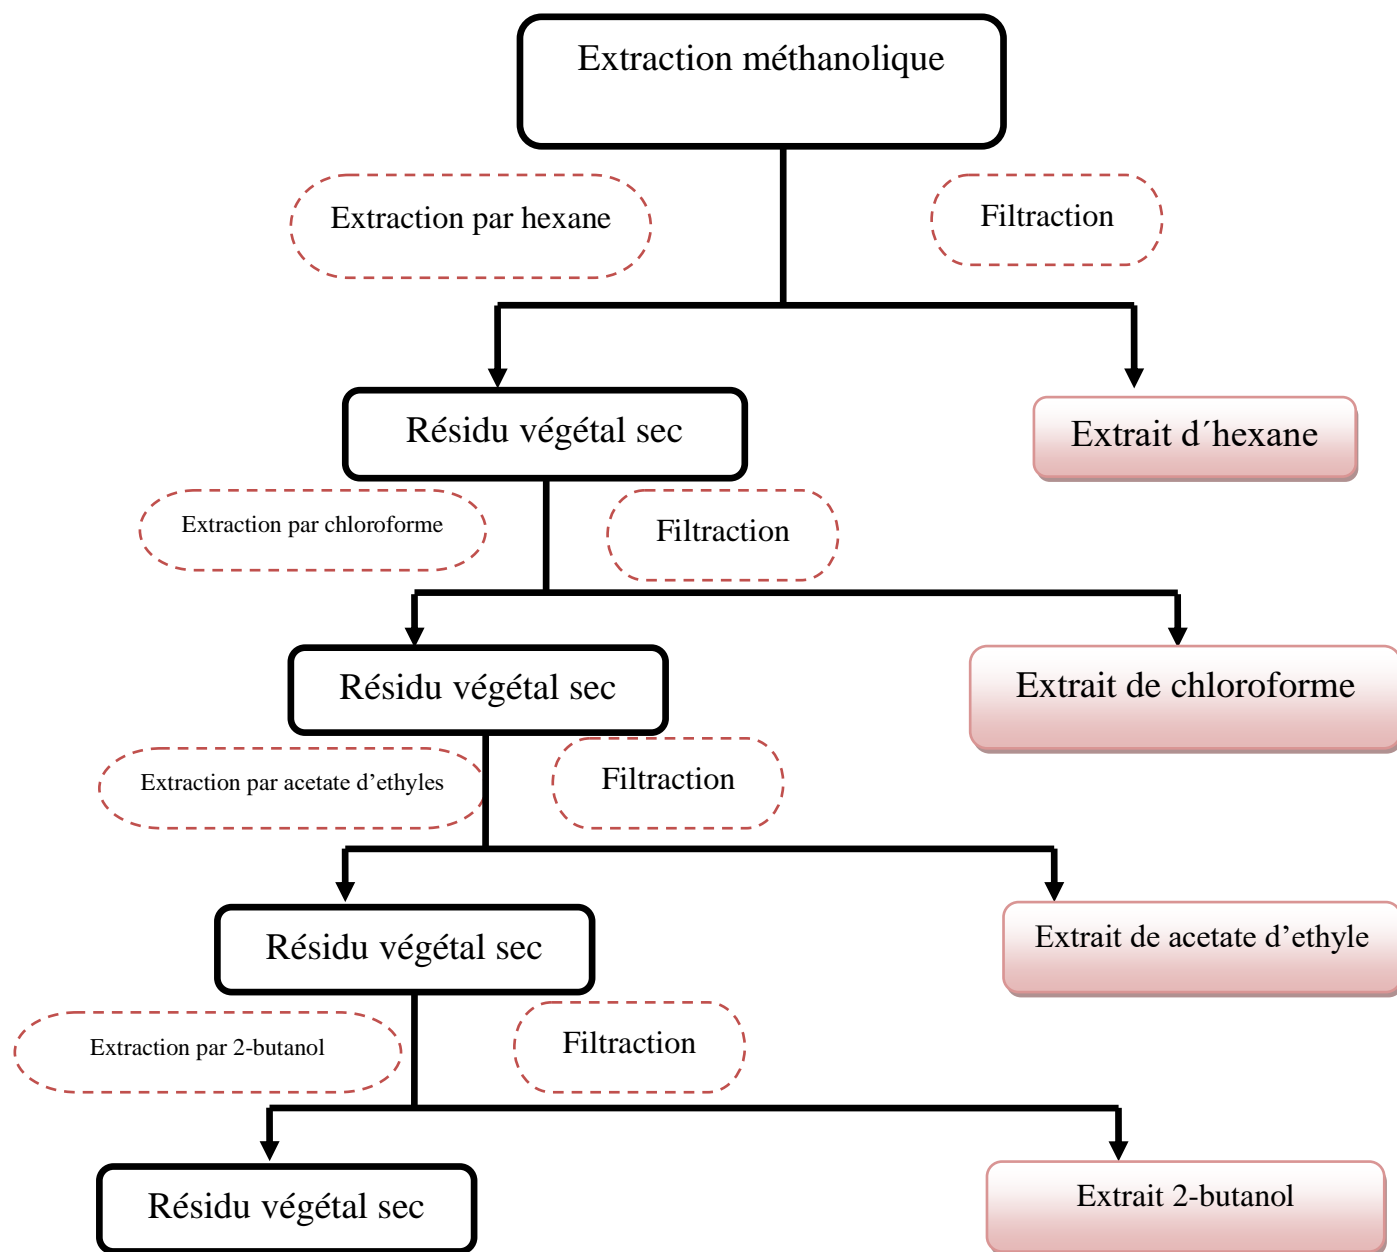 Extraction méthanolique
Extraction par hexane
Filtraction
Résidu végétal sec
Extrait d´hexane
Extraction par chloroforme
Filtraction
Résidu végétal sec
Extrait de chloroforme
Extraction par acetate d’ethyles
Filtraction
Résidu végétal sec
Extrait de acetate d’ethyle
Extraction par 2-butanol
Filtraction
Résidu végétal sec
Extrait 2-butanol